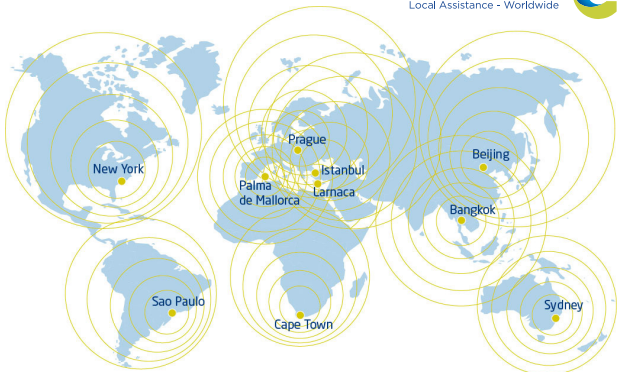 Local Assistance - Worldwide
Prague
New York
Istanbul
Beijing
Palma
de Mallorca
Larnaca
Bangkok
Sao Paulo
Cape Town
Sydney